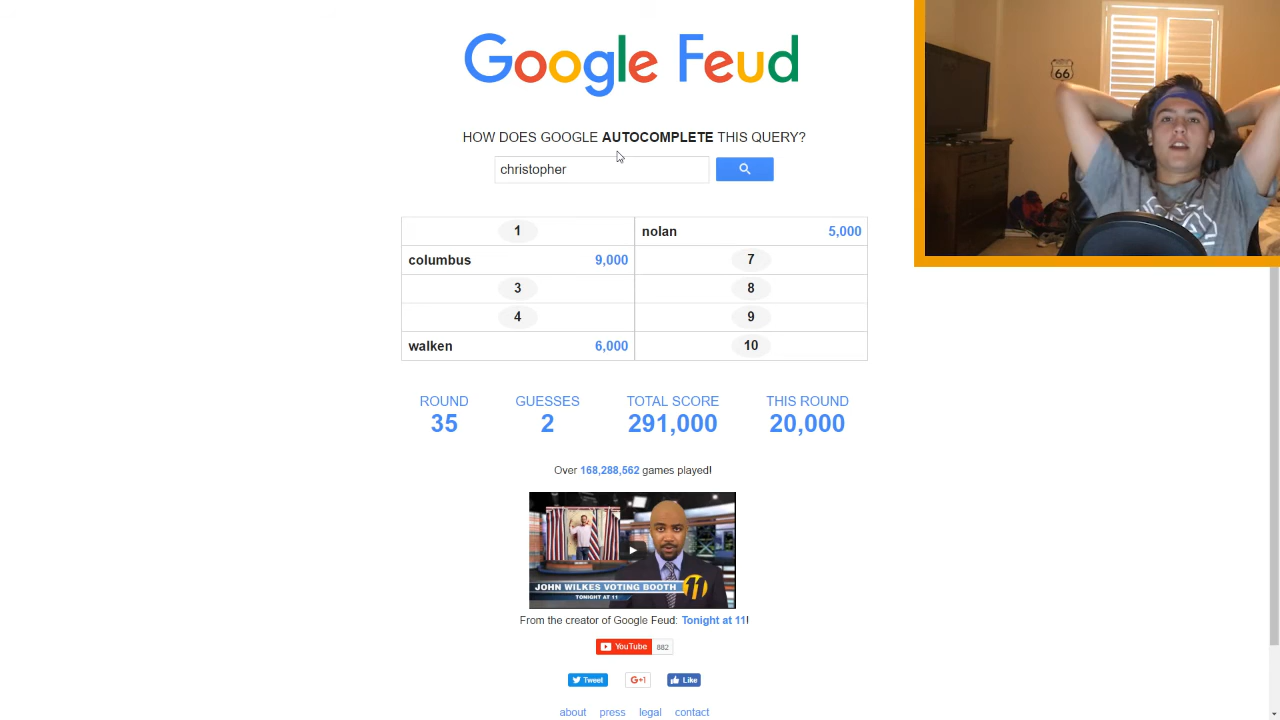 Google Feud
66
HOW DOES GOOGLE AUTOCOMPLETE THIS QUERY?
christopher
1 nolan 5,000
columbus 9,000 7
3 8
4 9
walken 6,000 10
ROUND GUESSES TOTAL SCORE THIS ROUND
35 2 291,000 20,000
Over 168,288,562 games played!
11
JOHN WILKES VOTING BOOTH
TONIGHT AT 11
From the creator of Google Feud: Tonight at 11!
YouTube 882
Tweet G+1 Like
about press legal contact